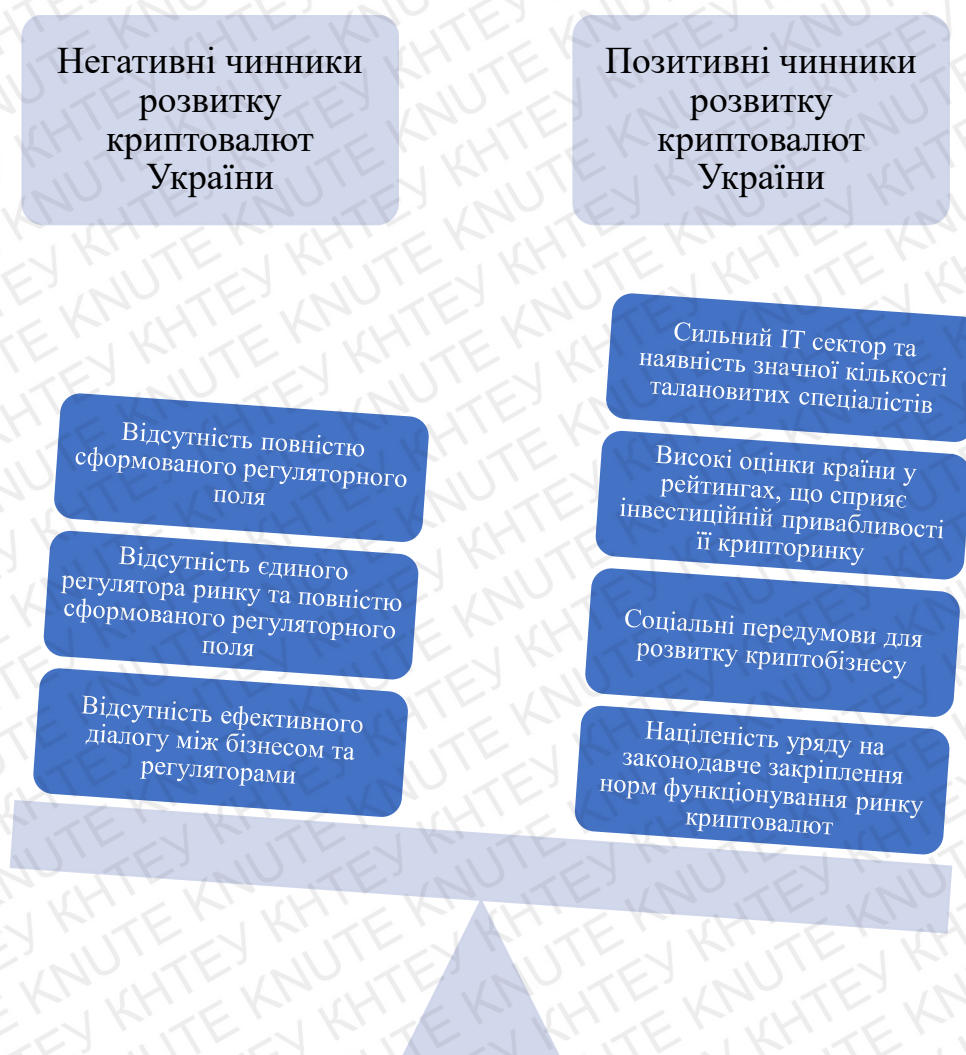 Негативні чинники
розвитку
криптовалют
України
Позитивні чинники
розвитку
криптовалют
України
Відсутність повністю
сформованого регуляторного
поля
Відсутність єдиного
регулятора ринку та повністю
сформованого регуляторного
поля
Відсутність ефективного
діалогу між бізнесом та
регуляторами
Сильний ІТ сектор та
наявність значної кількості
талановитих спеціалістів
Високі оцінки країни у
рейтингах, що сприяє
інвестиційній привабливості
її крипторинку
Соціальні передумови для
розвитку криптобізнесу
Націленість уряду на
законодавче закріплення
норм функціонування ринку
криптовалют
КНТЕУ KNUTE